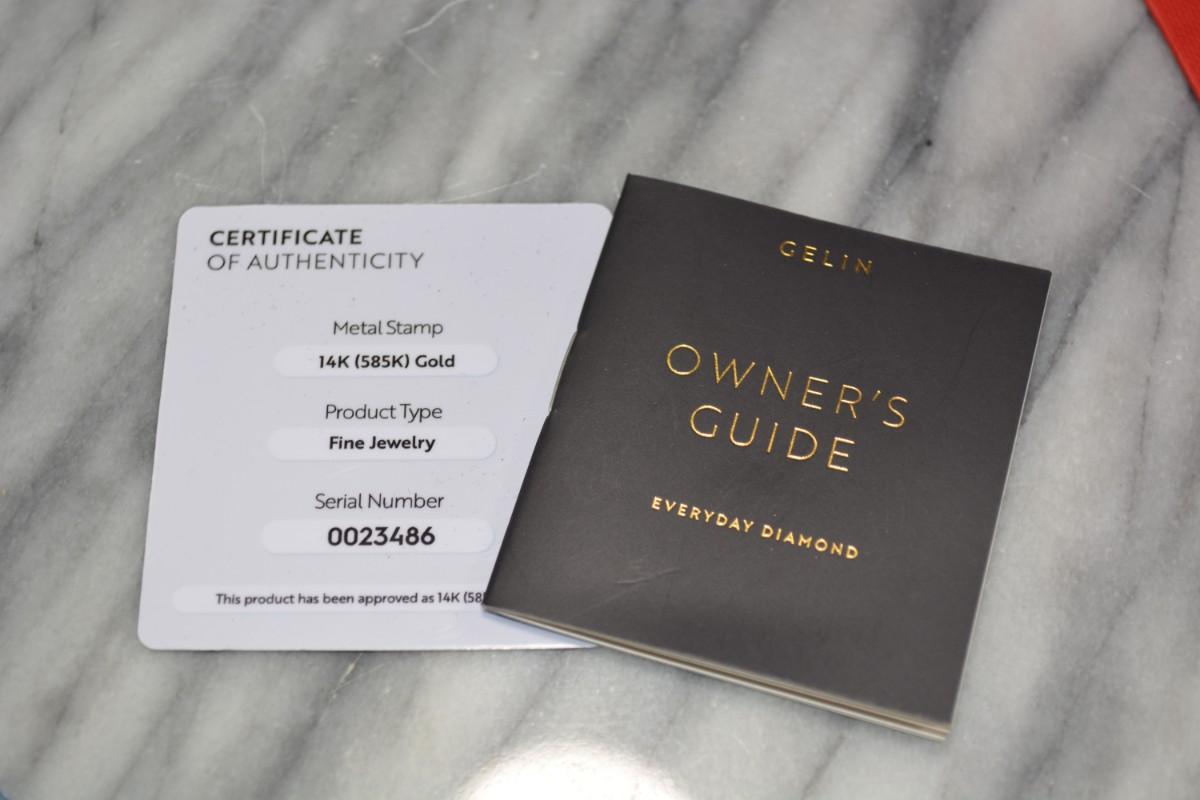 CERTIFICATE
OF AUTHENTICITY
Metal Stamp
14K (585K) Gold
Product Type
Fine Jewelry
Serial Number
0023486
This product has been approved as 14K (58
GELIN
OWNER'S
GUIDE
EVERYDAY DIAMOND